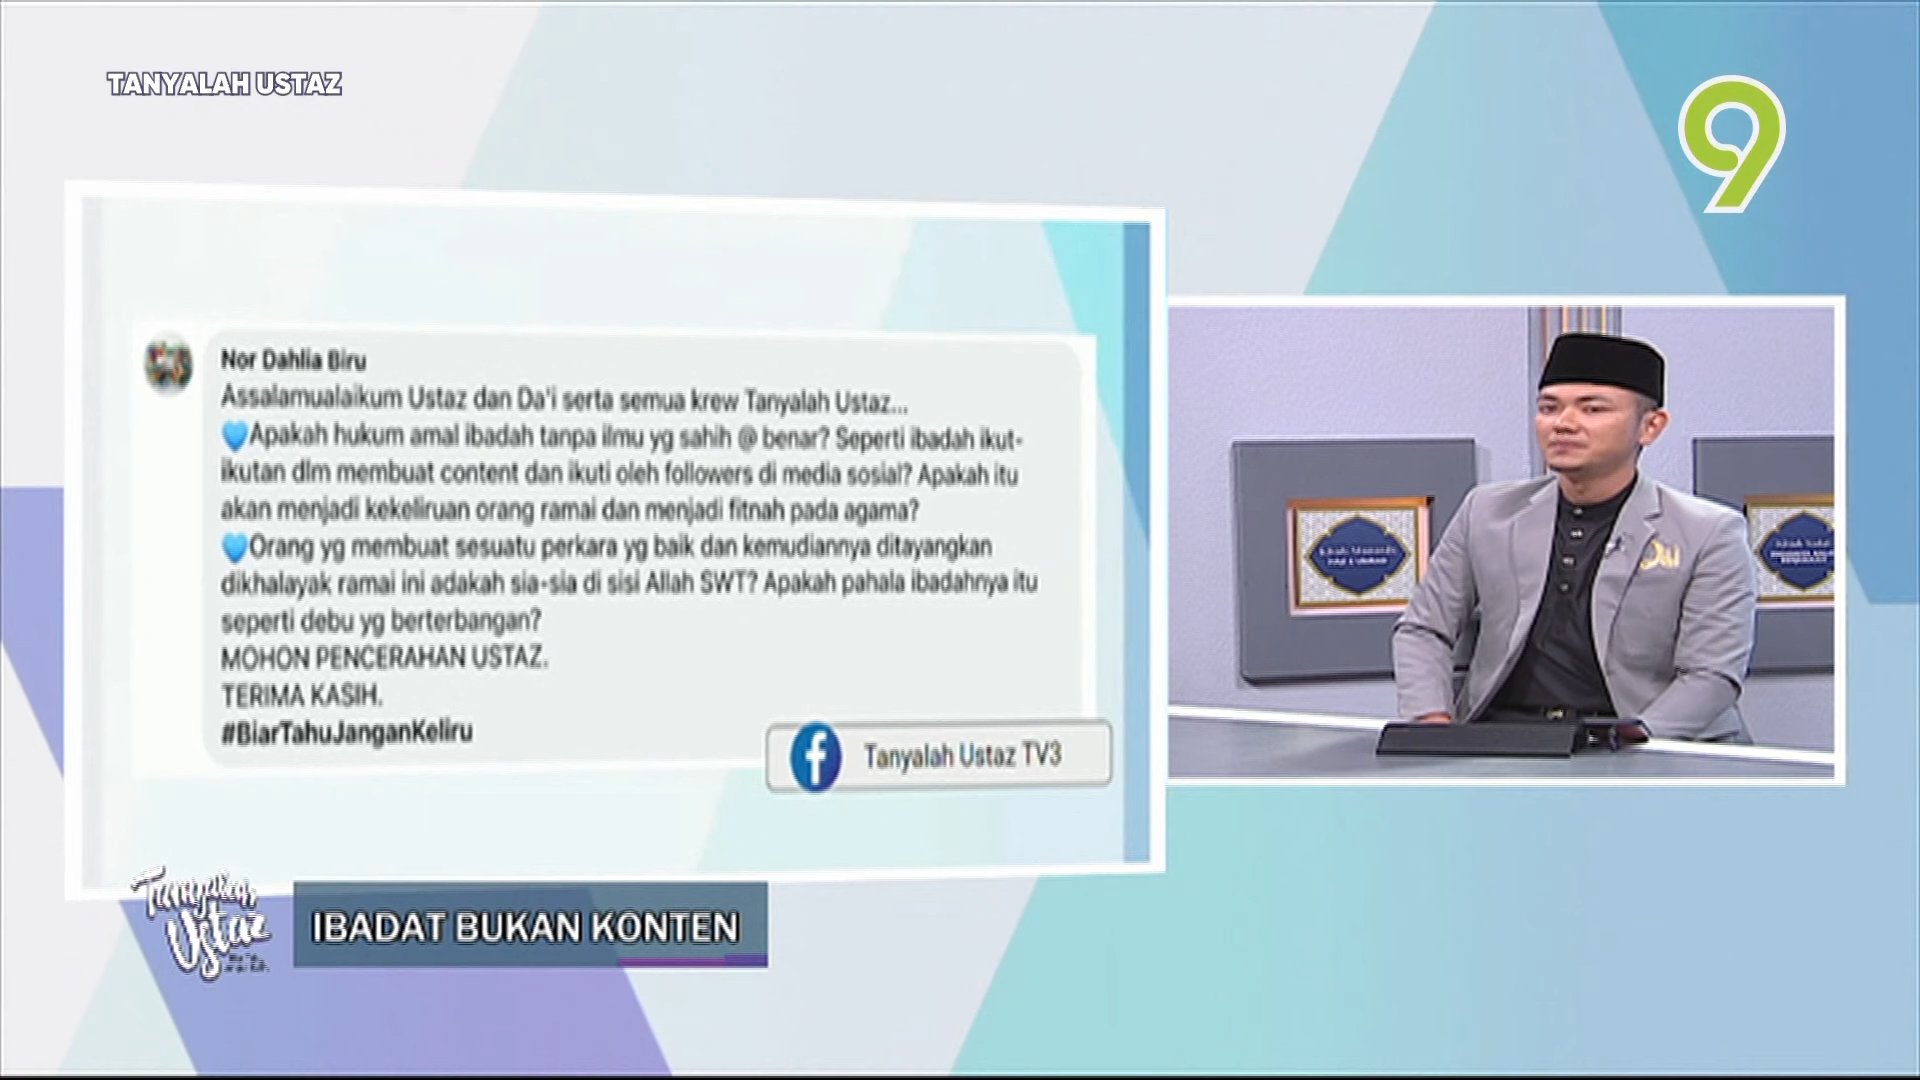 TANYALAH USTAZ
9
Nor Dahlia Biru
Assalamualaikum Ustaz dan Da'i serta semua krew Tanyalah Ustaz...
💙Apakah hukum amal ibadah tanpa ilmu yg sahih @ benar? Seperti ibadah ikut-
ikutan dlm membuat content dan ikuti oleh followers di media sosial? Apakah itu
akan menjadi kekeliruan orang ramai dan menjadi fitnah pada agama?
💙Orang yg membuat sesuatu perkara yg baik dan kemudiannya ditayangkan
dikhalayak ramai ini adakah sia-sia di sisi Allah SWT? Apakah pahala ibadahnya itu
seperti debu yg berterbangan?
MOHON PENCERAHAN USTAZ.
TERIMA KASIH.
#BiarTahuJanganKeliru
f Tanyalah Ustaz TV3
Tanyalah
Ustaz
IBADAT BUKAN KONTEN